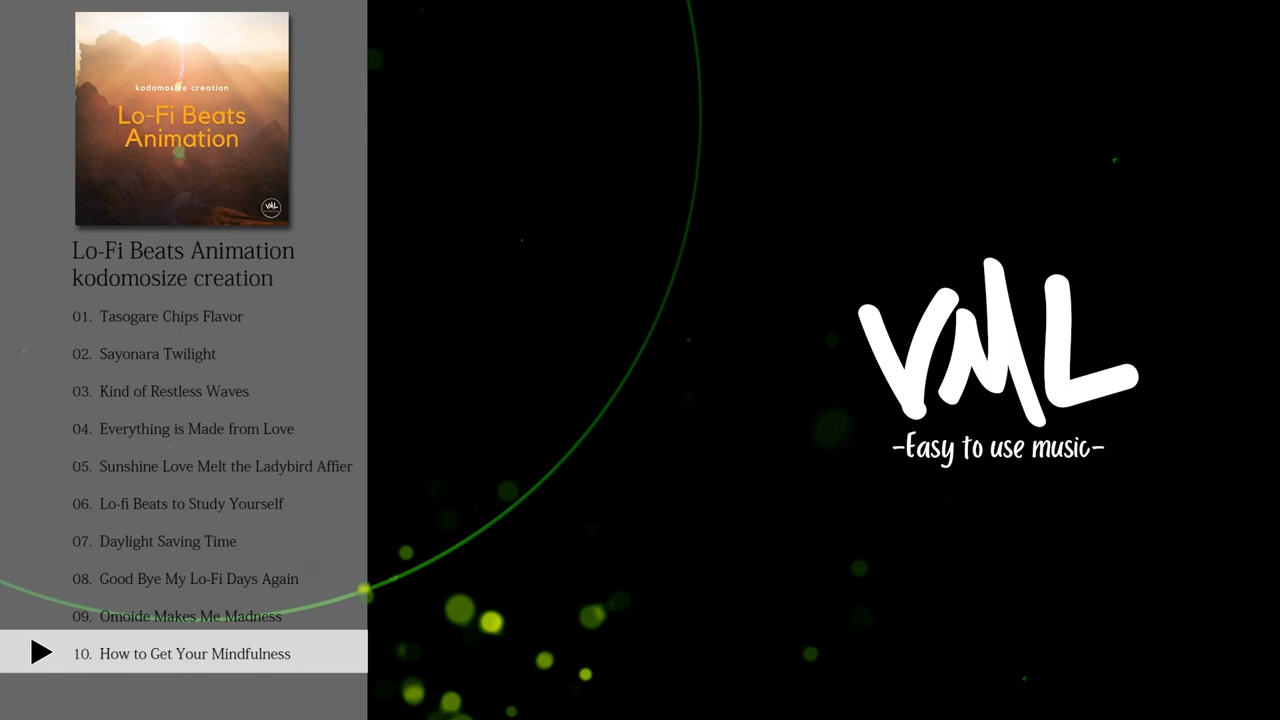 kodomosize creation
Lo-Fi Beats
Animation
VML
Lo-Fi Beats Animation
kodomosize creation
01. Tasogare Chips Flavor
02. Sayonara Twilight
03. Kind of Restless Waves
04. Everything is Made from Love
05. Sunshine Love Melt the Ladybird Affier
06. Lo-fi Beats to Study Yourself
07. Daylight Saving Time
08. Good Bye My Lo-Fi Days Again
09. Omoide Makes Me Madness
10. How to Get Your Mindfulness
VML
-Easy to use music-